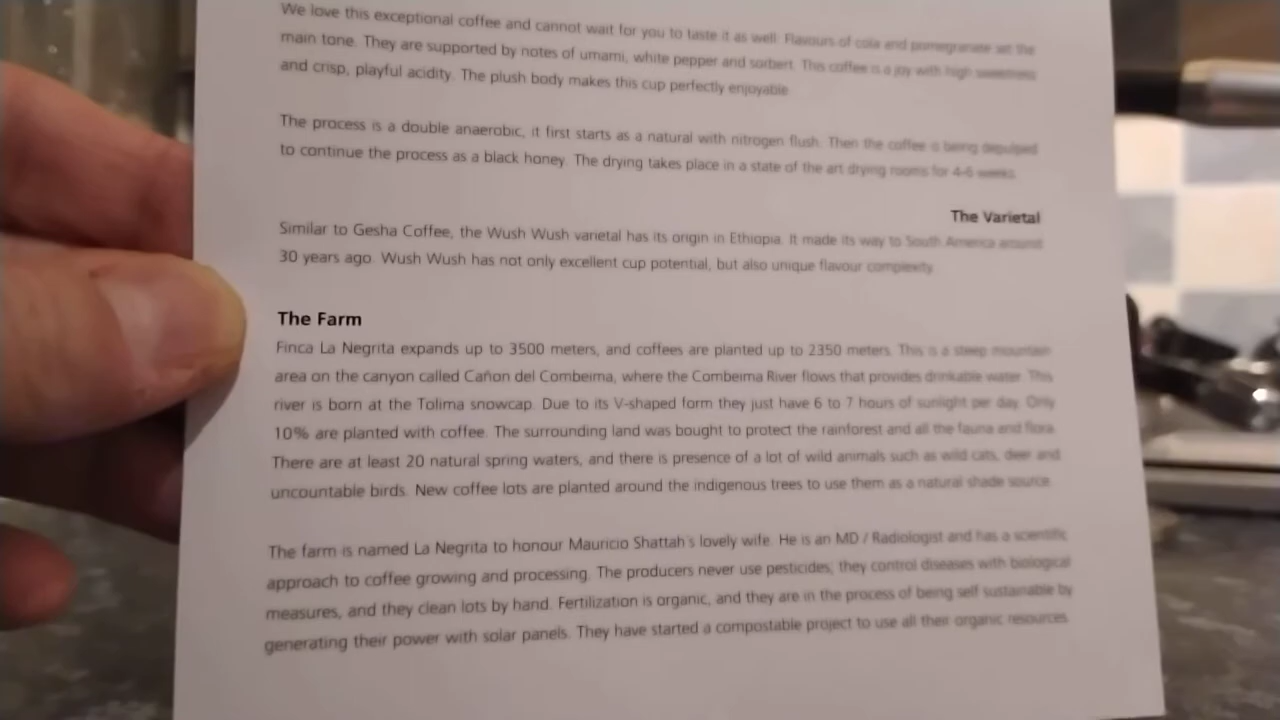 We love this exceptional coffee and cannot wait for you to taste it as well. Flavours of cola and pomegranate set the
main tone. They are supported by notes of umami, white pepper and sorbert. This coffee is a joy with high sweetness
and crisp, playful acidity. The plush body makes this cup perfectly enjoyable.
The process is a double anaerobic, it first starts as a natural with nitrogen flush. Then the coffee is being depulped
to continue the process as a black honey. The drying takes place in a state of the art drying rooms for 4-6 weeks.
The Varietal
Similar to Gesha Coffee, the Wush Wush varietal has its origin in Ethiopia. It made its way to South America around
30 years ago. Wush Wush has not only excellent cup potential, but also unique flavour complexity.
The Farm
Finca La Negrita expands up to 3500 meters, and coffees are planted up to 2350 meters. This is a steep mountain
area on the canyon called Cañon del Combeima, where the Combeima River flows that provides drinkable water. This
river is born at the Tolima snowcap. Due to its V-shaped form they just have 6 to 7 hours of sunlight per day. Only
10% are planted with coffee. The surrounding land was bought to protect the rainforest and all the fauna and flora.
There are at least 20 natural spring waters, and there is presence of a lot of wild animals such as wild cats, deer and
uncountable birds. New coffee lots are planted around the indigenous trees to use them as a natural shade source.
The farm is named La Negrita to honour Mauricio Shattah's lovely wife. He is an MD / Radiologist and has a scientific
approach to coffee growing and processing. The producers never use pesticides; they control diseases with biological
measures, and they clean lots by hand. Fertilization is organic, and they are in the process of being self sustainable by
generating their power with solar panels. They have started a compostable project to use all their organic resources